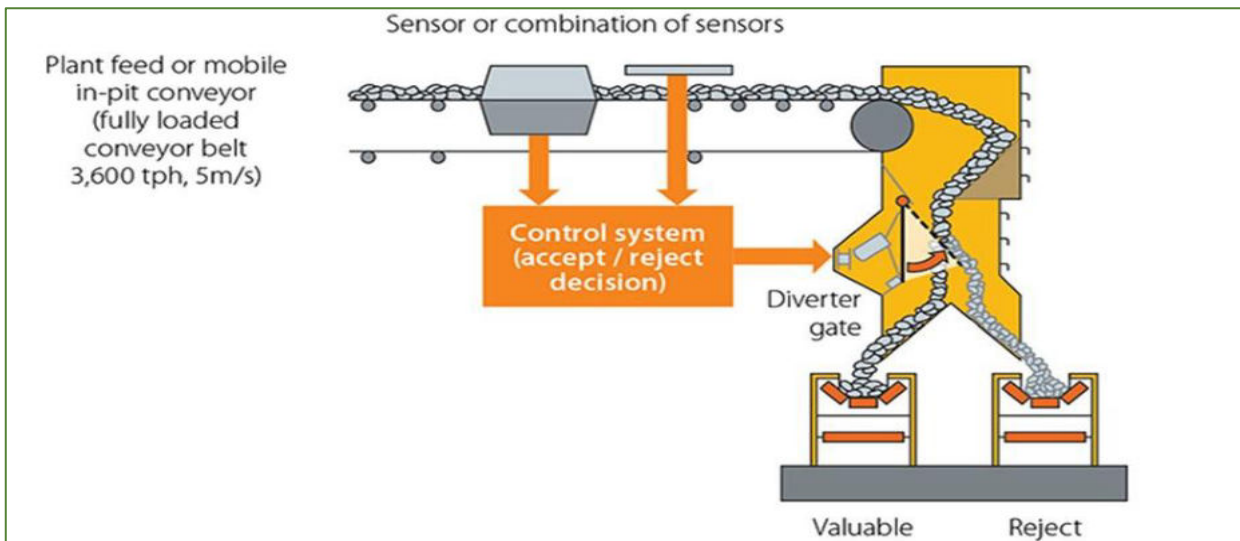 Sensor or combination of sensors
Plant feed or mobile
in-pit conveyor
(fully loaded
conveyor belt
3,600 tph, 5m/s)
Control system
(accept / reject
decision)
Diverter
gate
Valuable
Reject